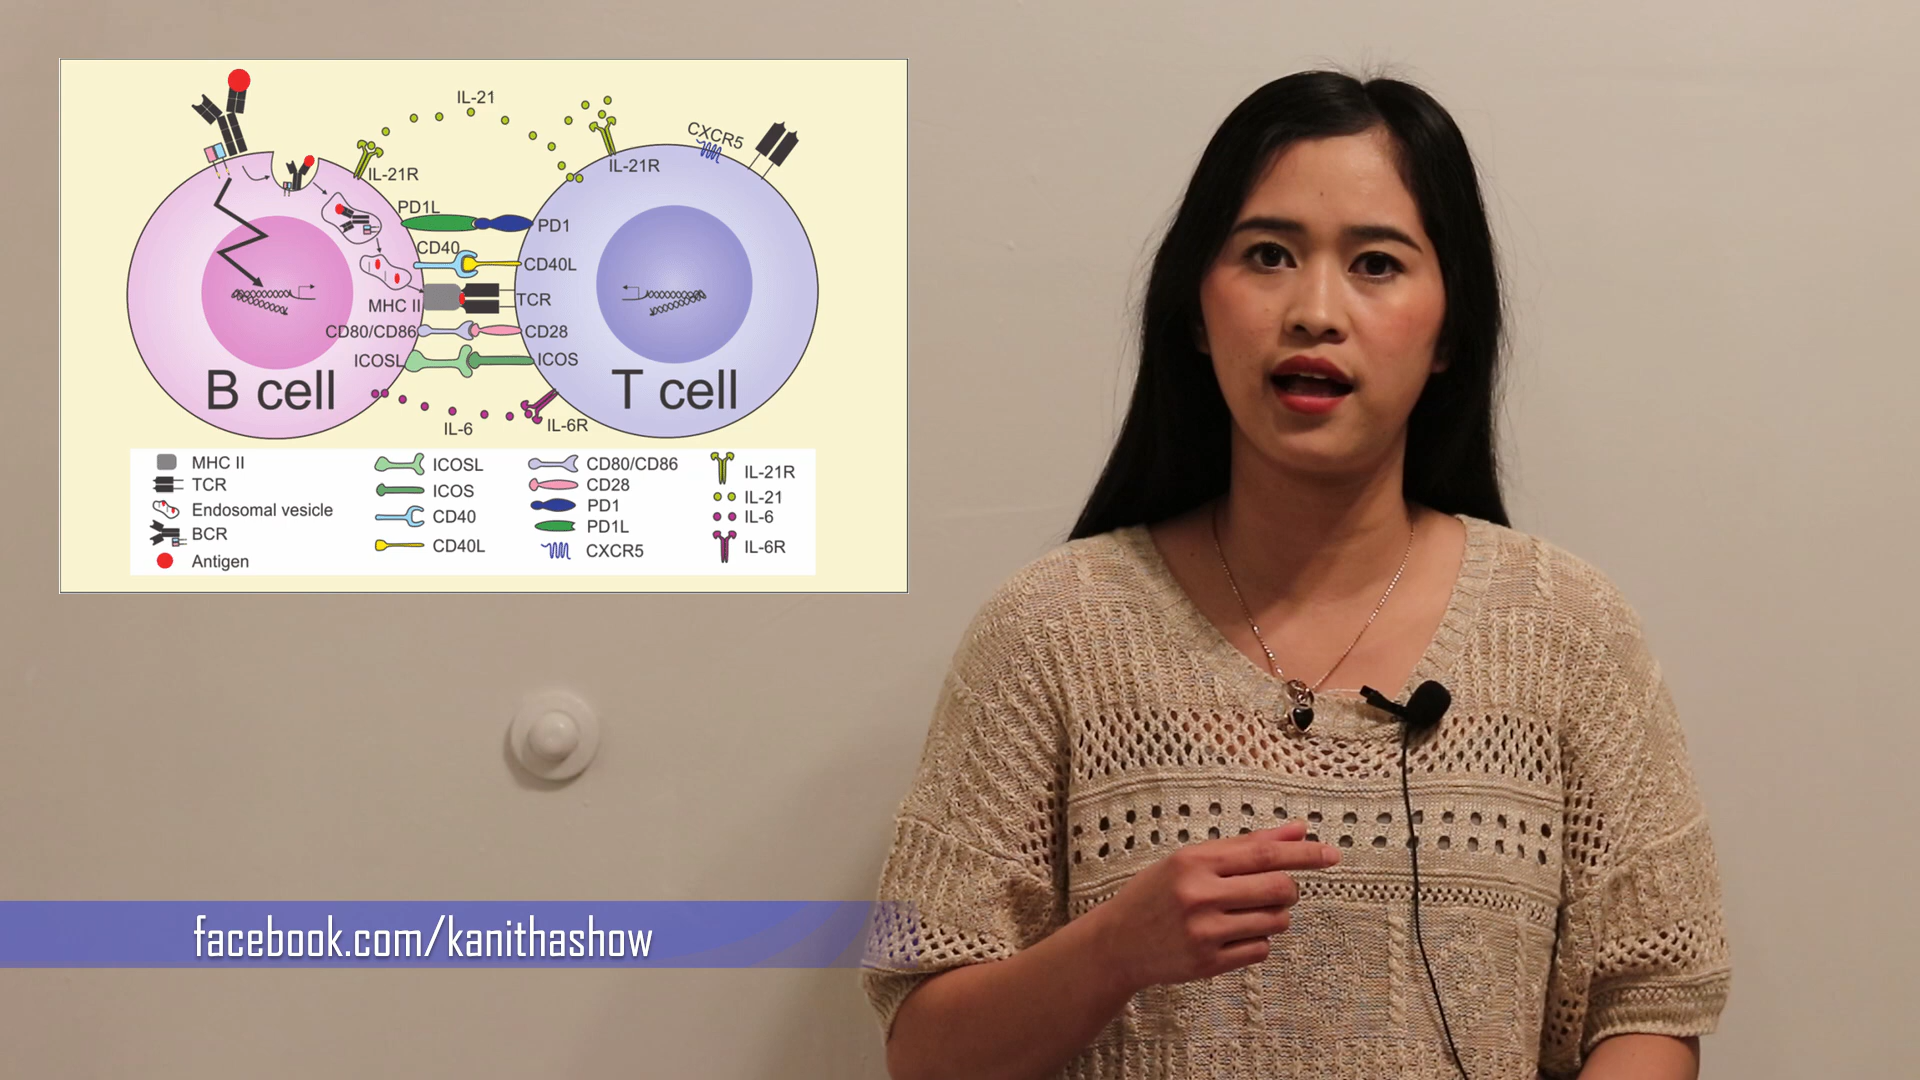 IL-21
CXCR5
IL-21R
IL-21R
PD1L
PD1
CD40
CD40L
MHC II
TCR
CD80/CD86
CD28
ICOSL
ICOS
B cell
T cell
IL-6
IL-6R
MHC II
TCR
Endosomal vesicle
BCR
Antigen
ICOSL
ICOS
CD40
CD40L
CD80/CD86
CD28
PD1
PD1L
CXCR5
IL-21R
IL-21
IL-6
IL-6R
facebook.com/kanithashow